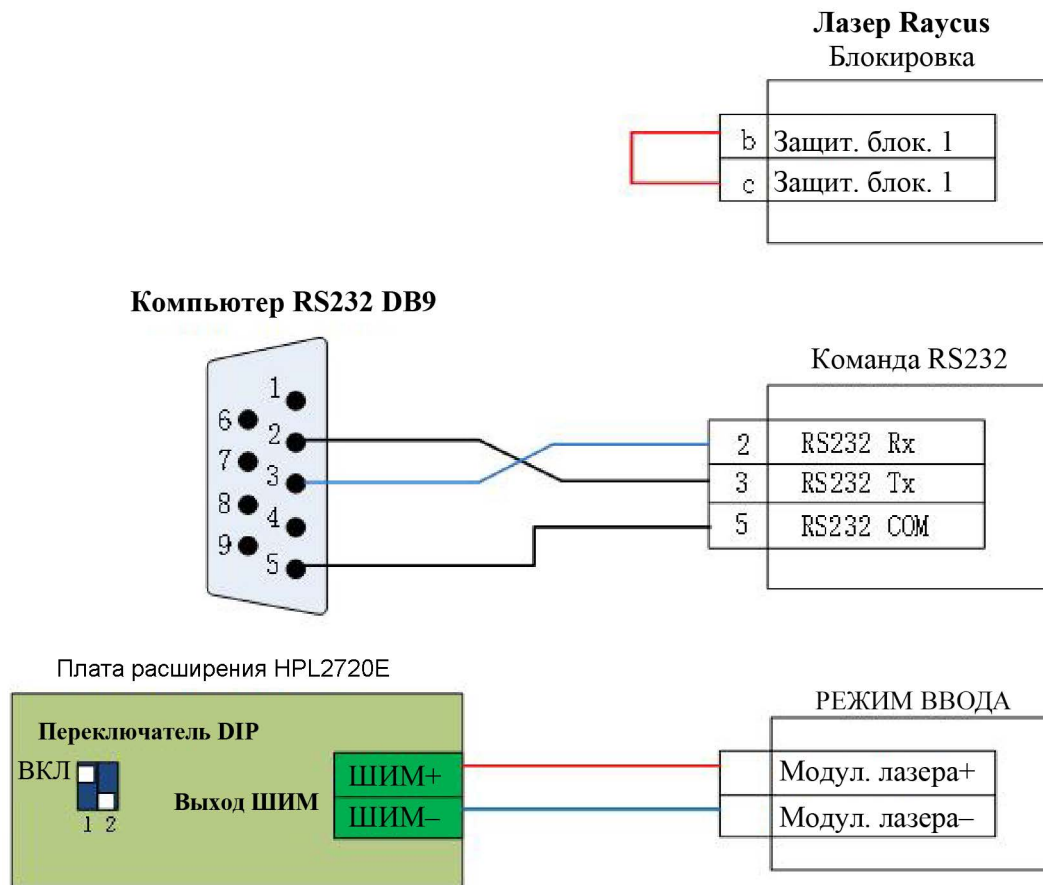 Лазер Raycus
Блокировка
b Защит. блок. 1
c Защит. блок. 1
Компьютер RS232 DB9
Команда RS232
1
6
2
7
3
8
4
9
5
2 RS232 Rx
3 RS232 Tx
5 RS232 COM
Плата расширения HPL2720E
РЕЖИМ ВВОДА
Переключатель DIP
ВКЛ
1 2
Выход ШИМ
ШИМ+
ШИМ–
Модул. лазера+
Модул. лазера–